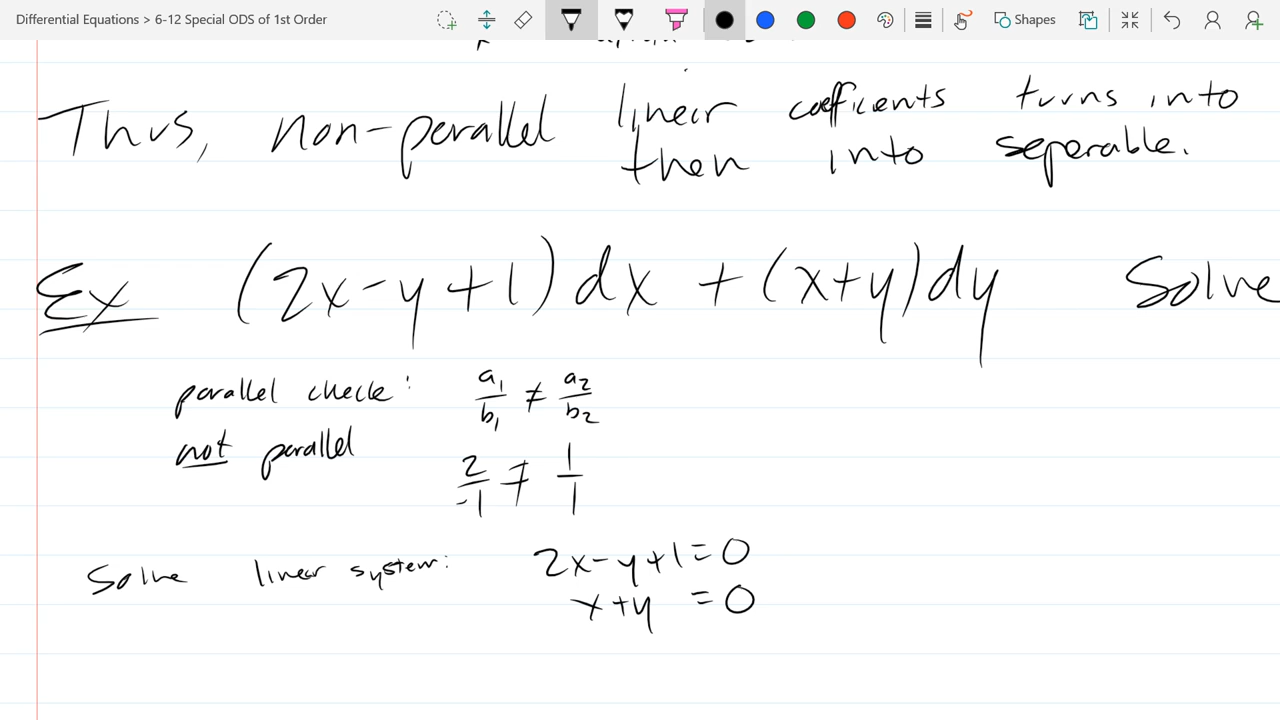 Differential Equations > 6-12 Special ODS of 1st Order
Shapes
Thus, non-perallel linear coefficents turns into
then into seperable.
Ex (2x-y+1)dx + (x+y)dy Solve
parallel check: a₁/b₁ ≠ a₂/b₂
not parallel
2/-1 ≠ 1/1
Solve linear system: 2x-y+1=0
x+y =0